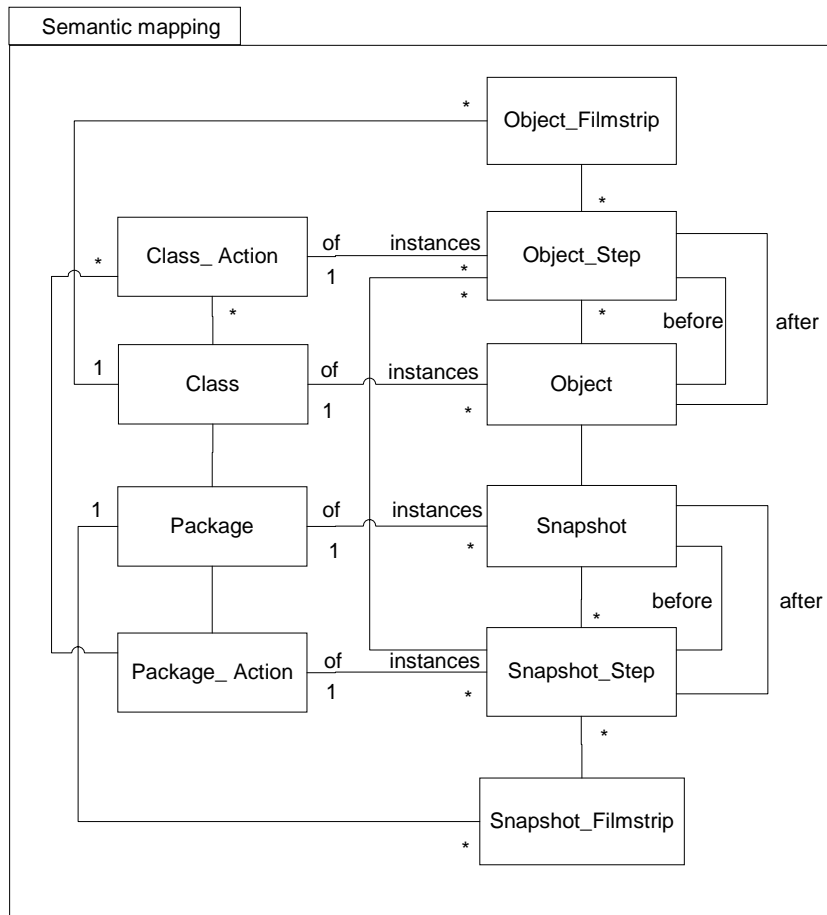 Semantic mapping
*
Object_Filmstrip
*
Class_ Action
of
instances
Object_Step
*
1
*
*
*
*
before
after
1
Class
of
instances
Object
1
*
1
Package
of
instances
Snapshot
1
*
*
before
after
Package_ Action
of
instances
Snapshot_Step
1
*
*
Snapshot_Filmstrip
*